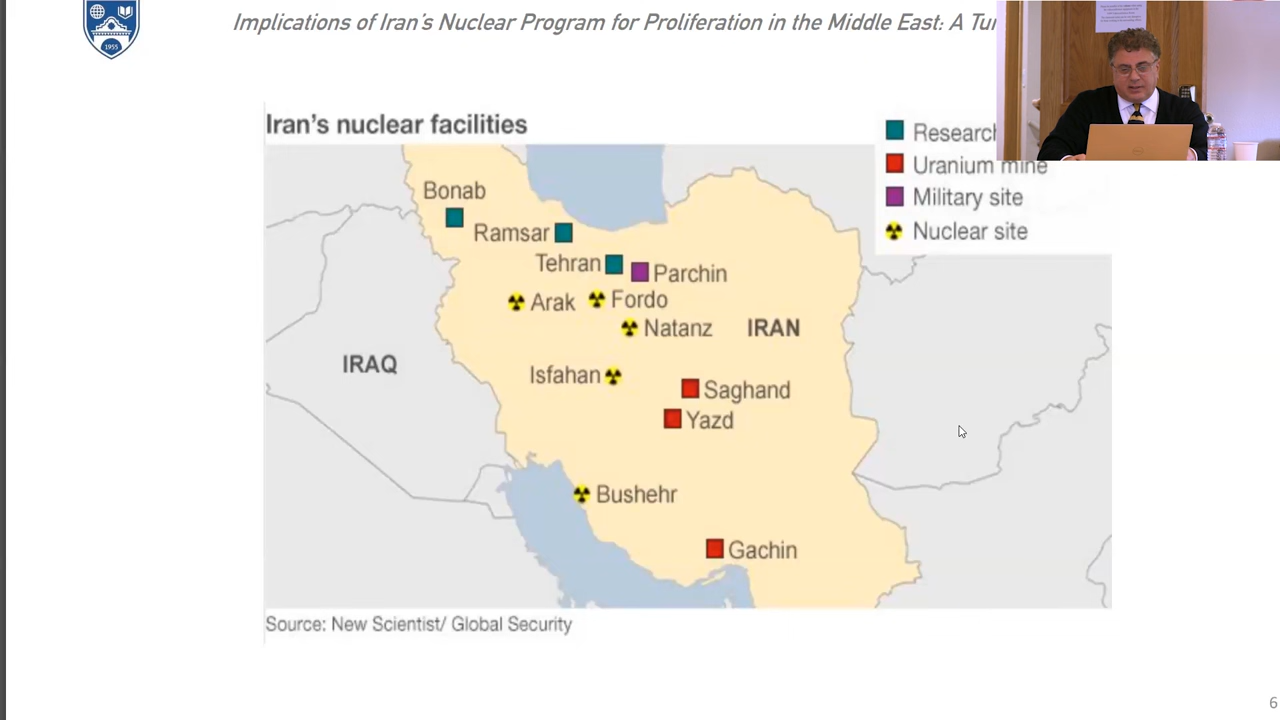 Implications of Iran's Nuclear Program for Proliferation in the Middle East: A
1955
Iran's nuclear facilities
Research
Uranium mine
Military site
Nuclear site
Bonab
Ramsar
Tehran
Parchin
Arak
Fordo
Natanz
IRAN
IRAQ
Isfahan
Saghand
Yazd
Bushehr
Gachin
Source: New Scientist/ Global Security
6